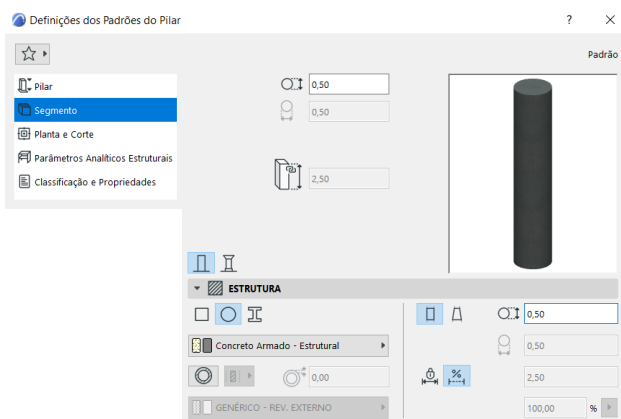 Definições dos Padrões do Pilar ? ×
Padrão
Pilar
Segmento
Planta e Corte
Parâmetros Analíticos Estruturais
Classificação e Propriedades
0,50
0,50
2,50
ESTRUTURA
0,50
Concreto Armado - Estrutural
0,50
0,00
%
2,50
GENÉRICO - REV. EXTERNO
100,00 %